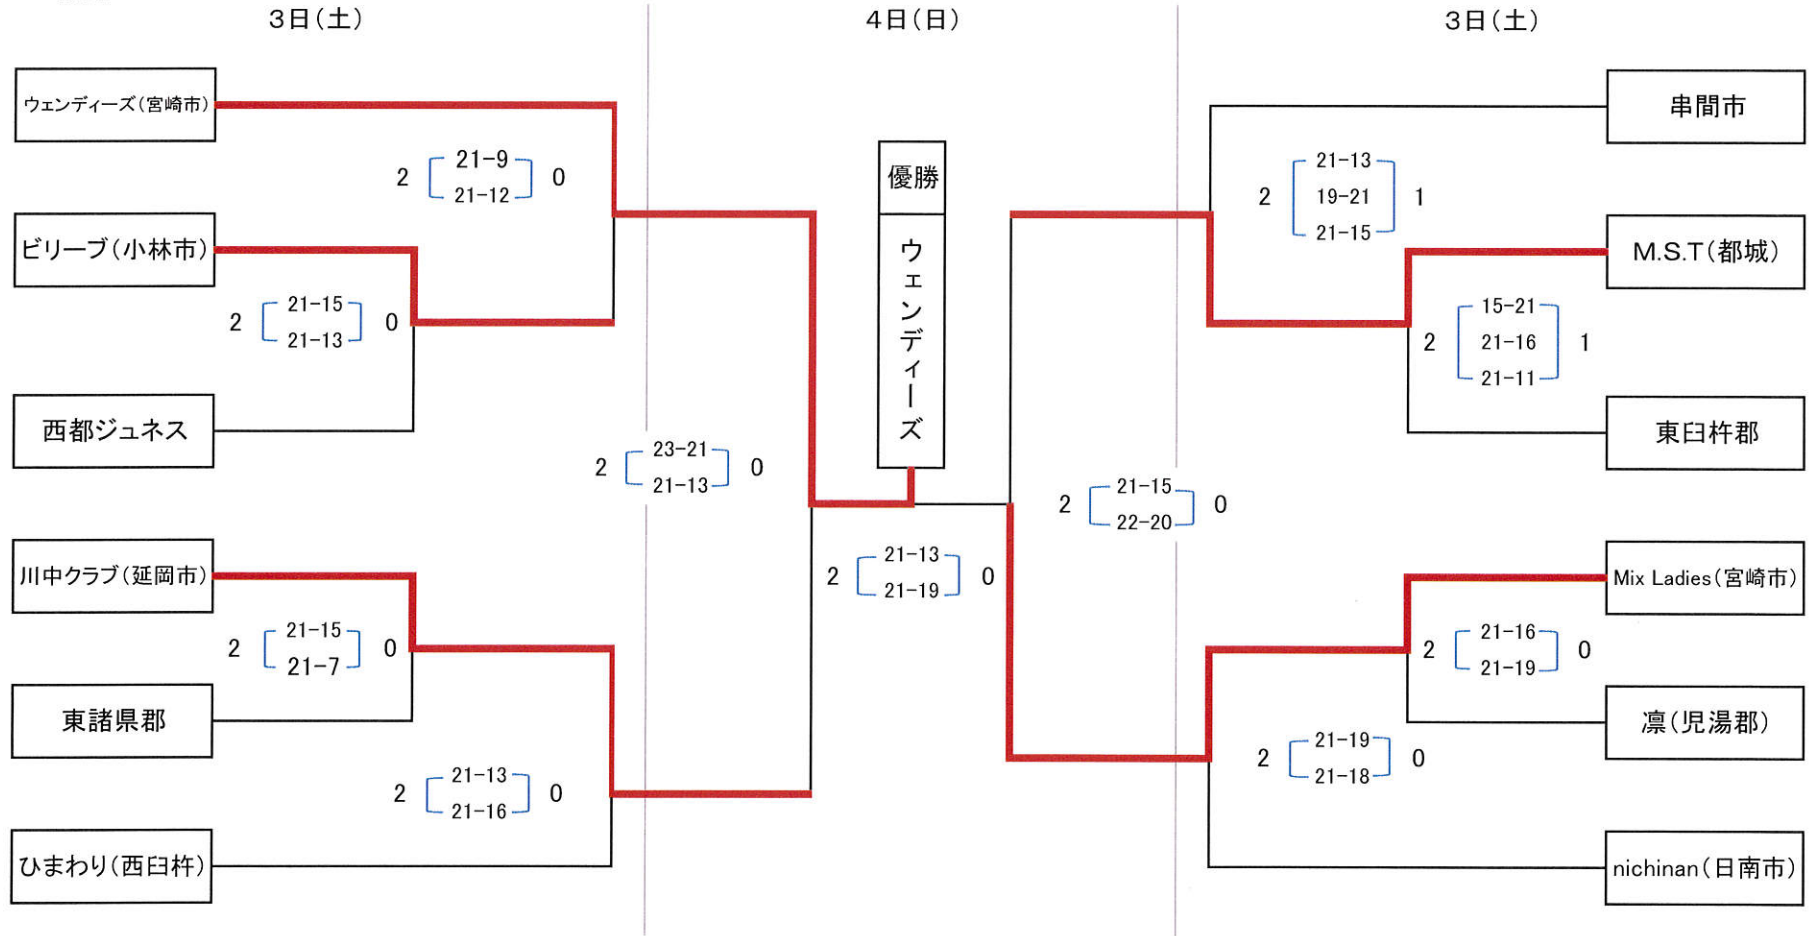 3日(土)
4日(日)
3日(土)
ウェンディーズ(宮崎市)
2 21-9 0
21-12
ビリーブ(小林市)
2 21-15 0
21-13
西都ジュネス
2 23-21 0
21-13
川中クラブ(延岡市)
2 21-15 0
21-7
東諸県郡
2 21-13 0
21-16
ひまわり(西臼杵)
優勝
ウェンディーズ
2 21-13 0
21-19
串間市
21-13
2 19-21 1
21-15
M.S.T(都城)
15-21
2 21-16 1
21-11
東臼杵郡
2 21-15 0
22-20
Mix Ladies(宮崎市)
2 21-16 0
21-19
凛(児湯郡)
2 21-19 0
21-18
nichinan(日南市)